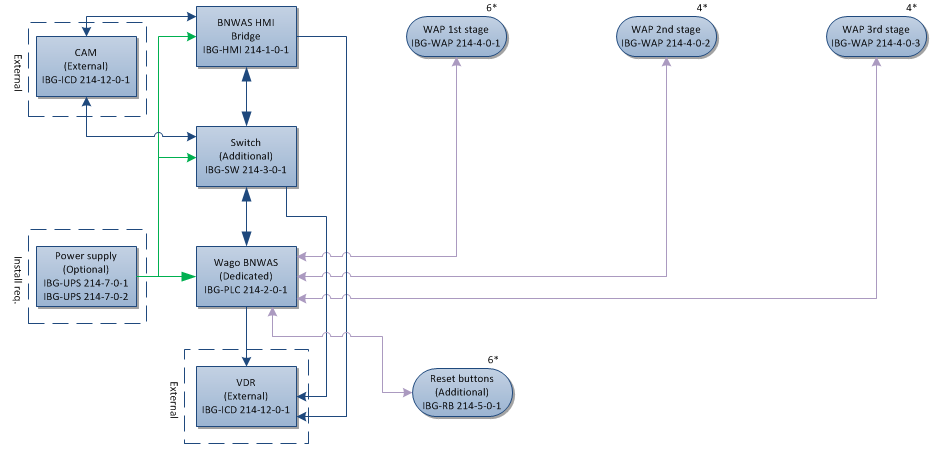 BNWAS HMI
Bridge
IBG-HMI 214-1-0-1
6*
WAP 1st stage
IBG-WAP 214-4-0-1
4*
WAP 2nd stage
IBG-WAP 214-4-0-2
4*
WAP 3rd stage
IBG-WAP 214-4-0-3
External
CAM
(External)
IBG-ICD 214-12-0-1
Switch
(Additional)
IBG-SW 214-3-0-1
Install req.
Power supply
(Optional)
IBG-UPS 214-7-0-1
IBG-UPS 214-7-0-2
Wago BNWAS
(Dedicated)
IBG-PLC 214-2-0-1
External
VDR
(External)
IBG-ICD 214-12-0-1
6*
Reset buttons
(Additional)
IBG-RB 214-5-0-1